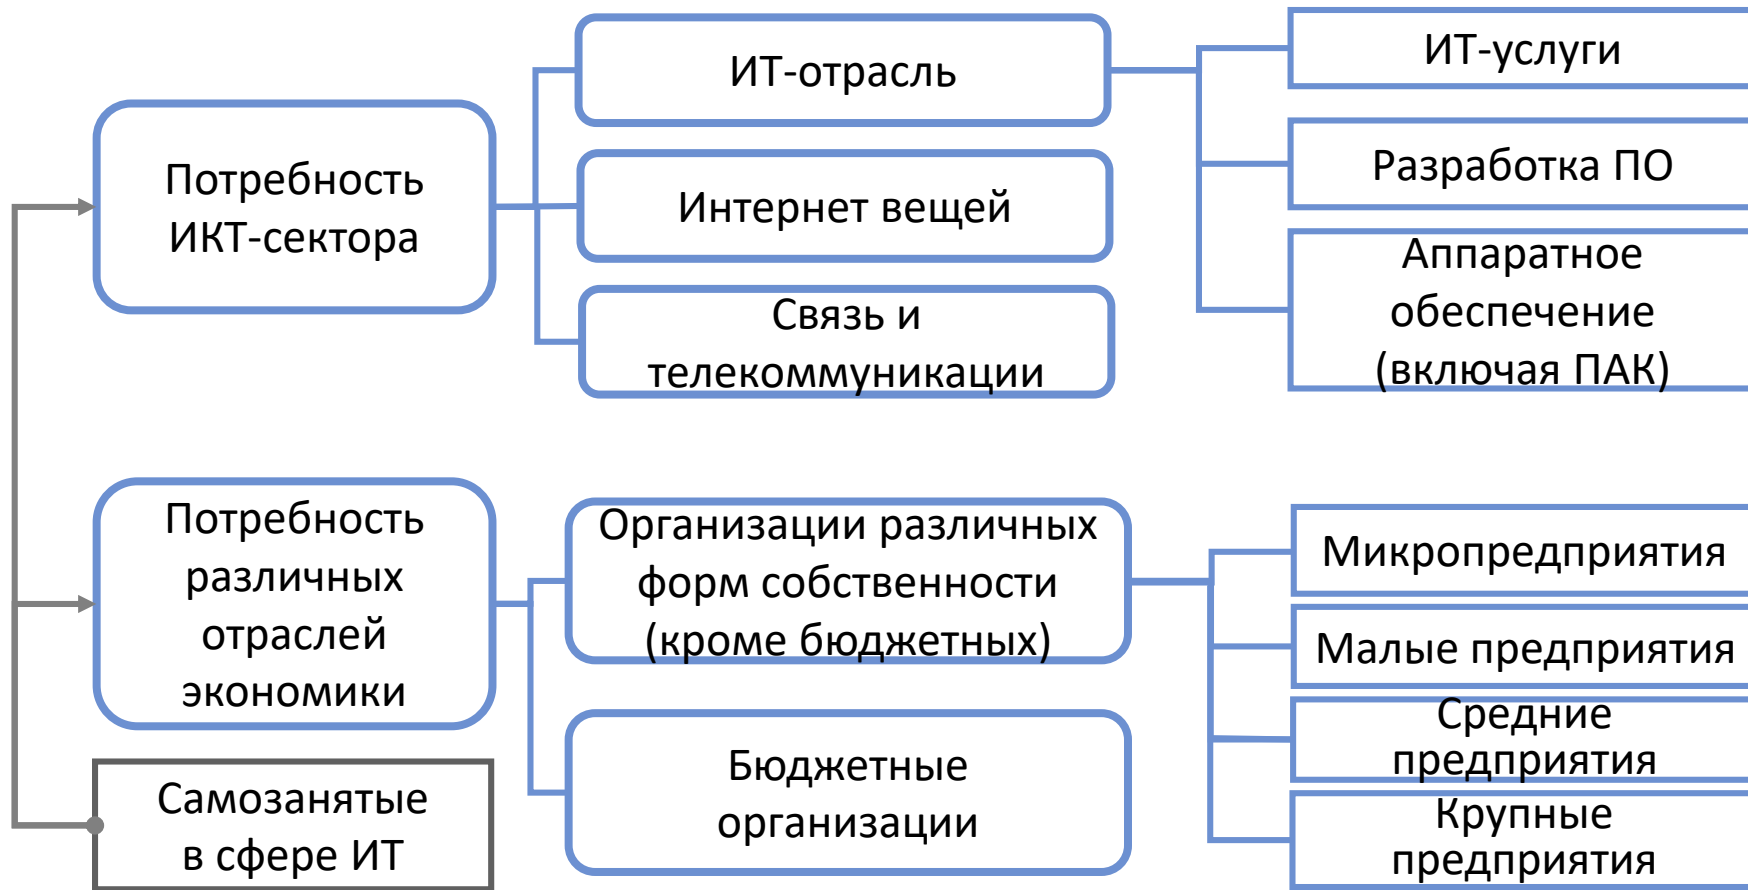 Потребность
ИКТ-сектора
ИТ-отрасль
Интернет вещей
Связь и
телекоммуникации
ИТ-услуги
Разработка ПО
Аппаратное
обеспечение
(включая ПАК)
Потребность
различных
отраслей
экономики
Организации различных
форм собственности
(кроме бюджетных)
Бюджетные
организации
Микропредприятия
Малые предприятия
Средние
предприятия
Крупные
предприятия
Самозанятые
в сфере ИТ